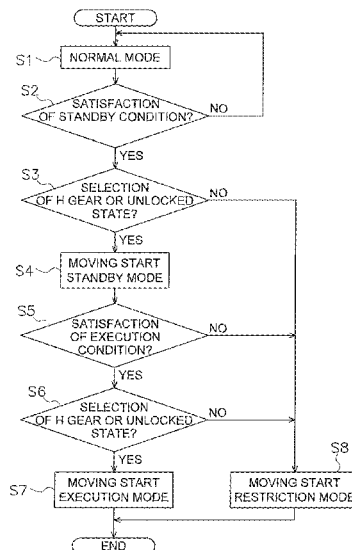 START
S1
NORMAL MODE
S2
SATISFACTION
OF STANDBY CONDITION?
NO
YES
S3
SELECTION
OF H GEAR OR UNLOCKED
STATE?
NO
YES
S4
MOVING START
STANDBY MODE
S5
SATISFACTION
OF EXECUTION
CONDITION?
NO
YES
S6
SELECTION
OF H GEAR OR UNLOCKED
STATE?
NO
YES
S7
MOVING START
EXECUTION MODE
S8
MOVING START
RESTRICTION MODE
END